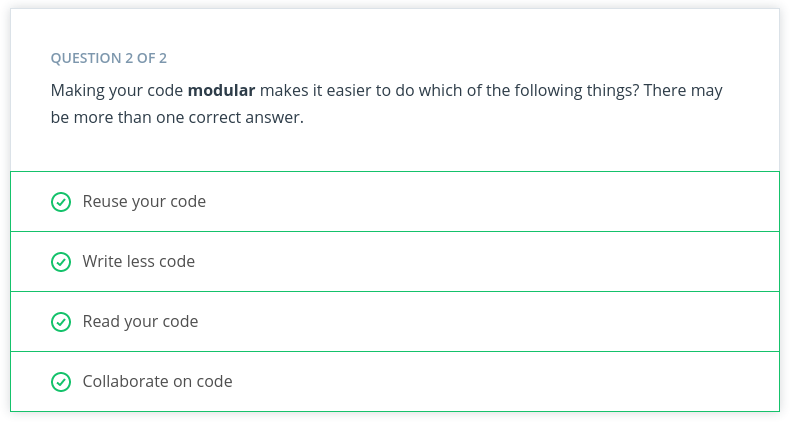 QUESTION 2 OF 2
Making your code modular makes it easier to do which of the following things? There may
be more than one correct answer.
Reuse your code
Write less code
Read your code
Collaborate on code